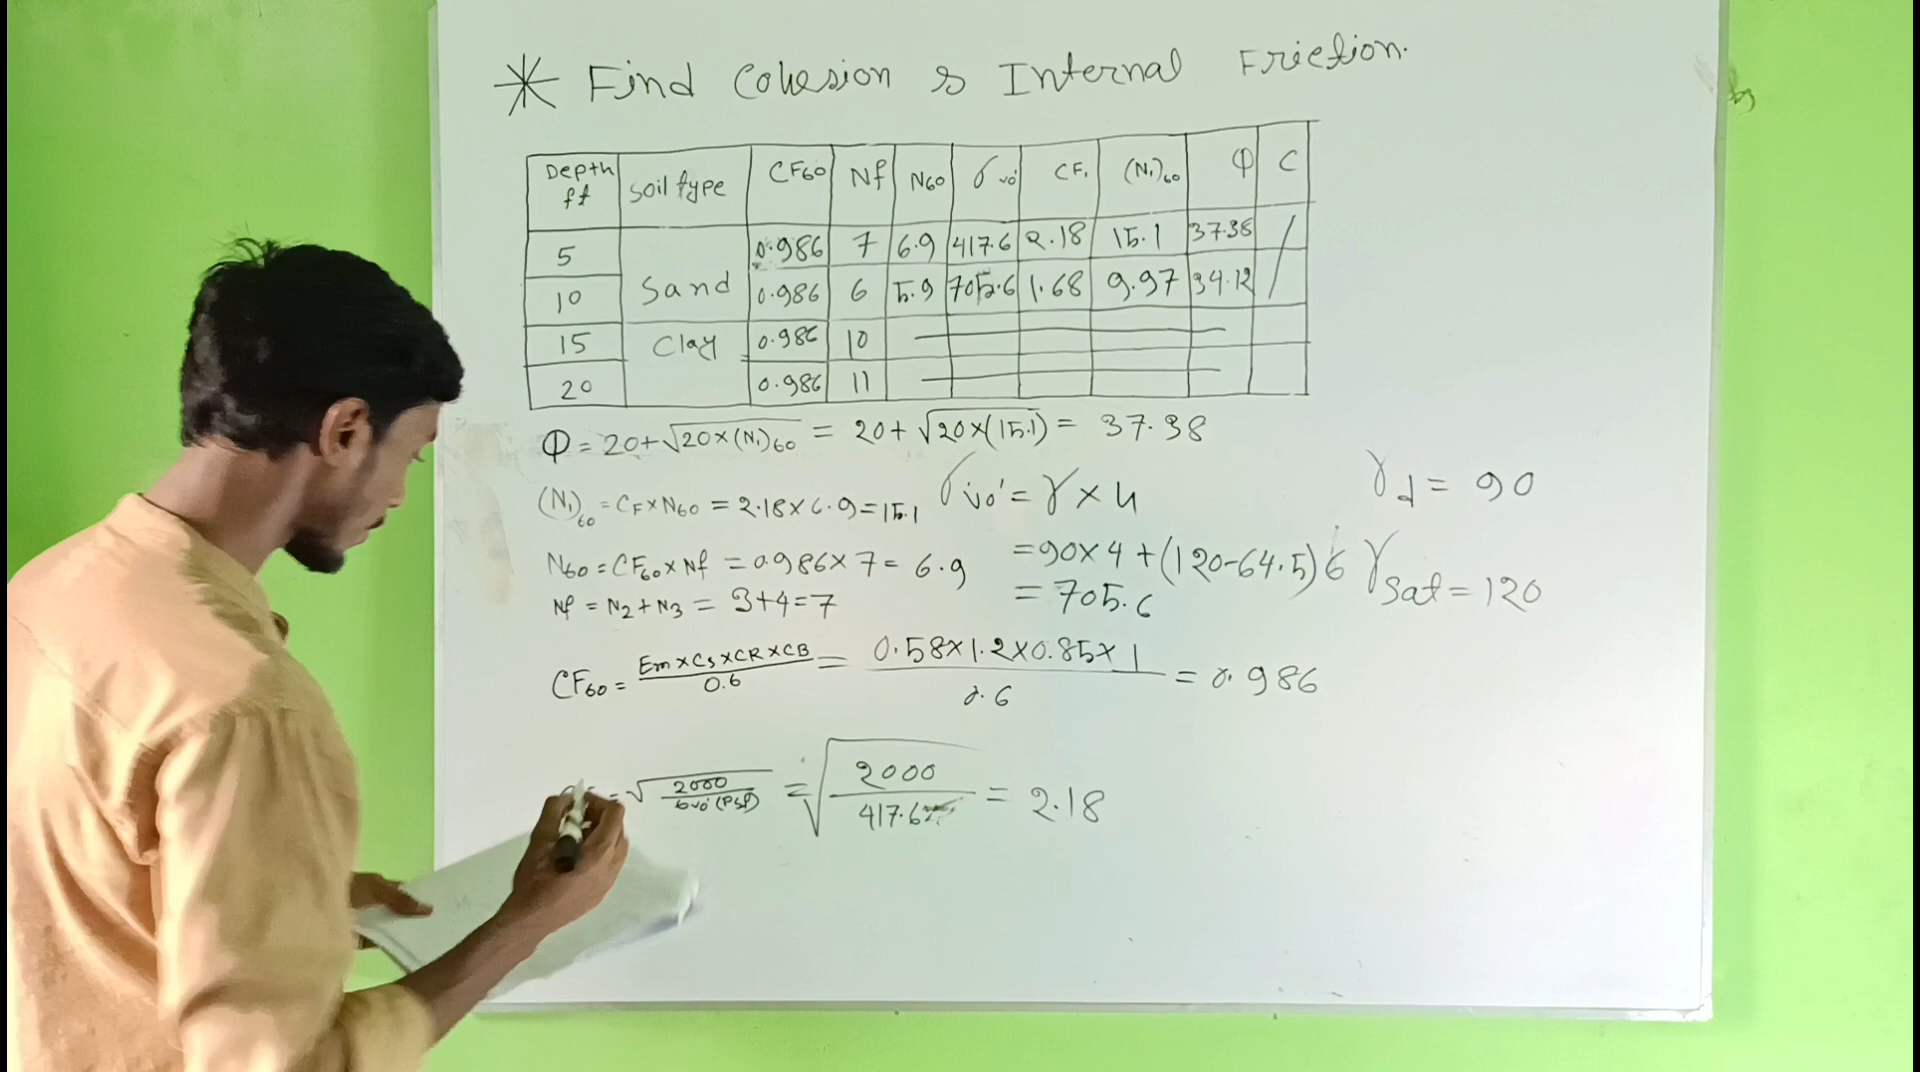 * Find Cohesion & Internal Friction.
Depth ft | Soil type | CF60 | Nf | N60 | σvo' | CF1 | (N1)60 | Φ | C
5 | Sand | 0.986 | 7 | 6.9 | 417.6 | 2.18 | 15.1 | 37.38 | /
10 | 0.986 | 6 | 5.9 | 705.6 | 1.68 | 9.97 | 34.12 | /
15 | Clay | 0.986 | 10
20 | 0.986 | 11
Φ = 20+√20×(N1)60 = 20+√20×(15.1) = 37.38
(N1)60 = CF×N60 = 2.18×6.9=15.1
σvo' = γ×h
γd = 90
N60 = CF60×Nf = 0.986×7= 6.9
=90×4+(120-64.5)6
γsat = 120
Nf = N2+N3 = 3+4=7
= 705.6
CF60 = Em×Cs×CR×CB / 0.6 = 0.58×1.2×0.85×1 / 0.6 = 0.986
= √2000 / σvo'(Psf) = √2000 / 417.6 = 2.18